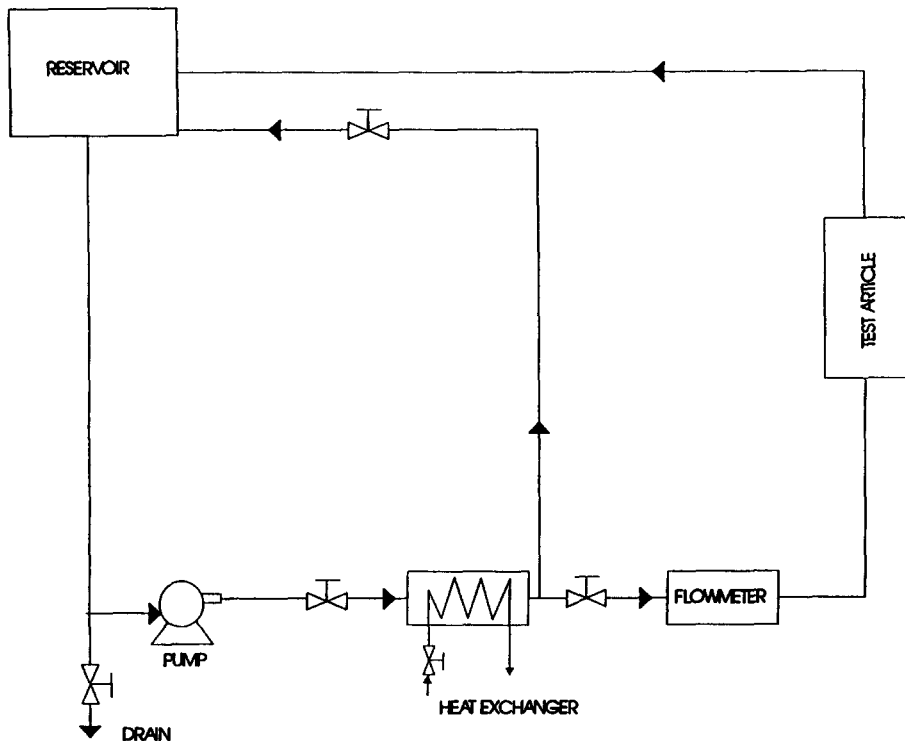 RESERVOIR
TEST ARTICLE
FLOWMETER
PUMP
HEAT EXCHANGER
DRAIN